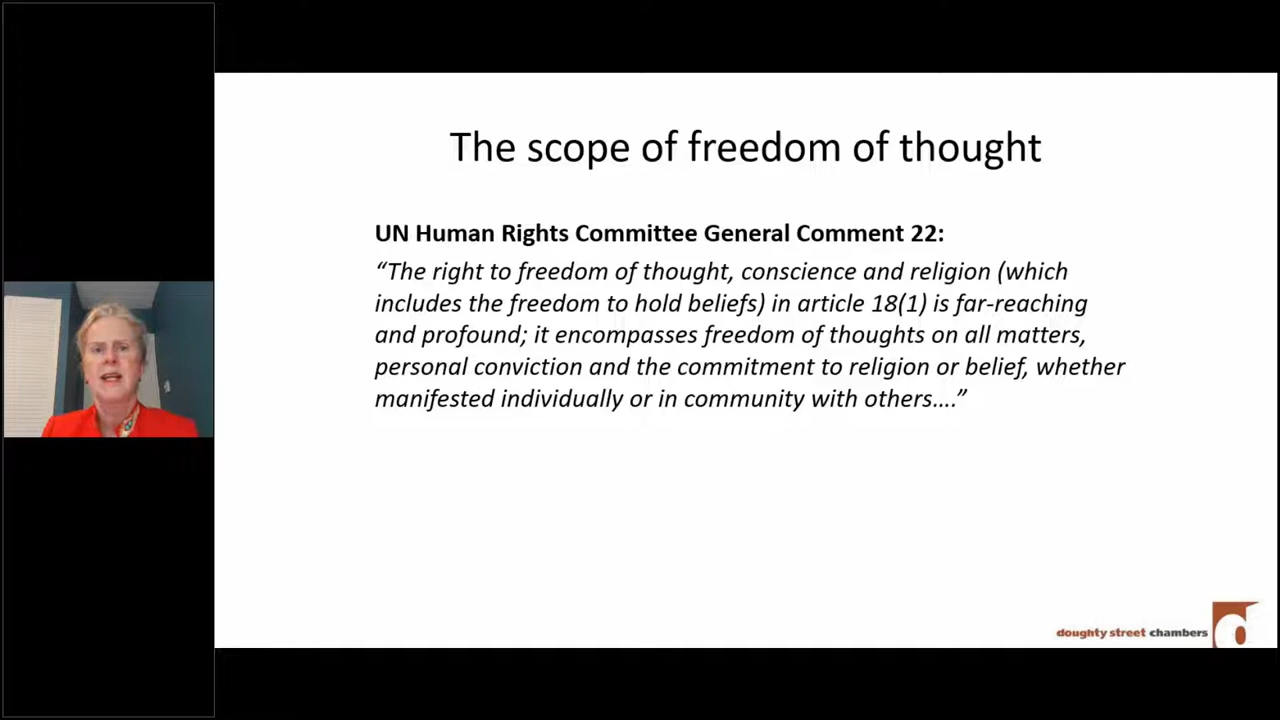 The scope of freedom of thought
UN Human Rights Committee General Comment 22:
“The right to freedom of thought, conscience and religion (which
includes the freedom to hold beliefs) in article 18(1) is far-reaching
and profound; it encompasses freedom of thoughts on all matters,
personal conviction and the commitment to religion or belief, whether
manifested individually or in community with others….”
doughty street chambers